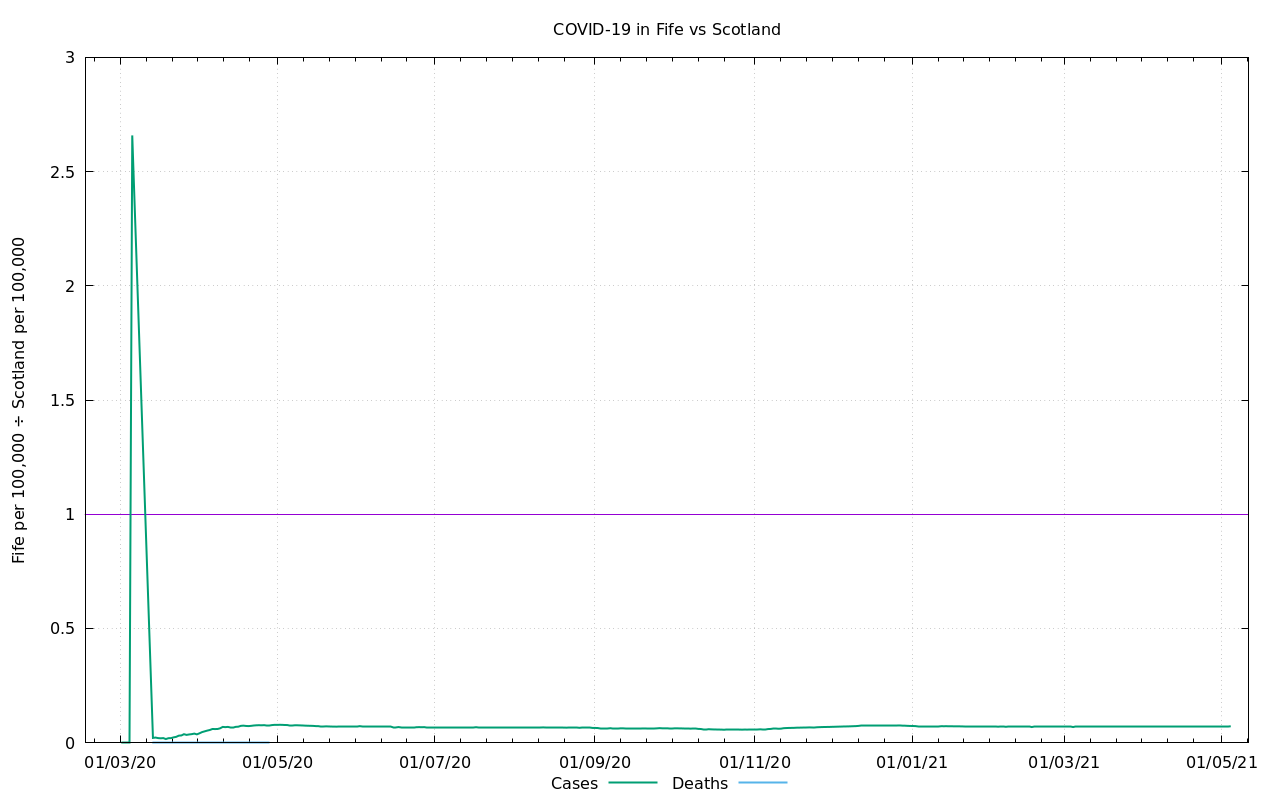 COVID-19 in Fife vs Scotland
Fife per 100,000 ÷ Scotland per 100,000
3
2.5
2
1.5
1
0.5
0
01/03/20 01/05/20 01/07/20 01/09/20 01/11/20 01/01/21 01/03/21 01/05/21
Cases Deaths